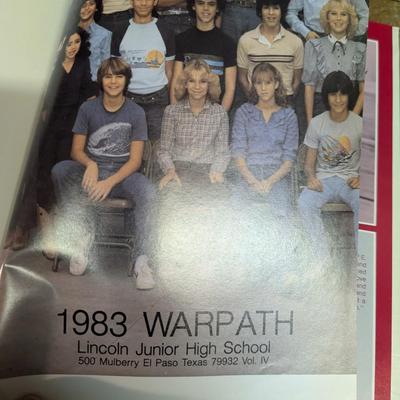 1983 WARPATH
Lincoln Junior High School
500 Mulberry El Paso Texas 79932 Vol. IV